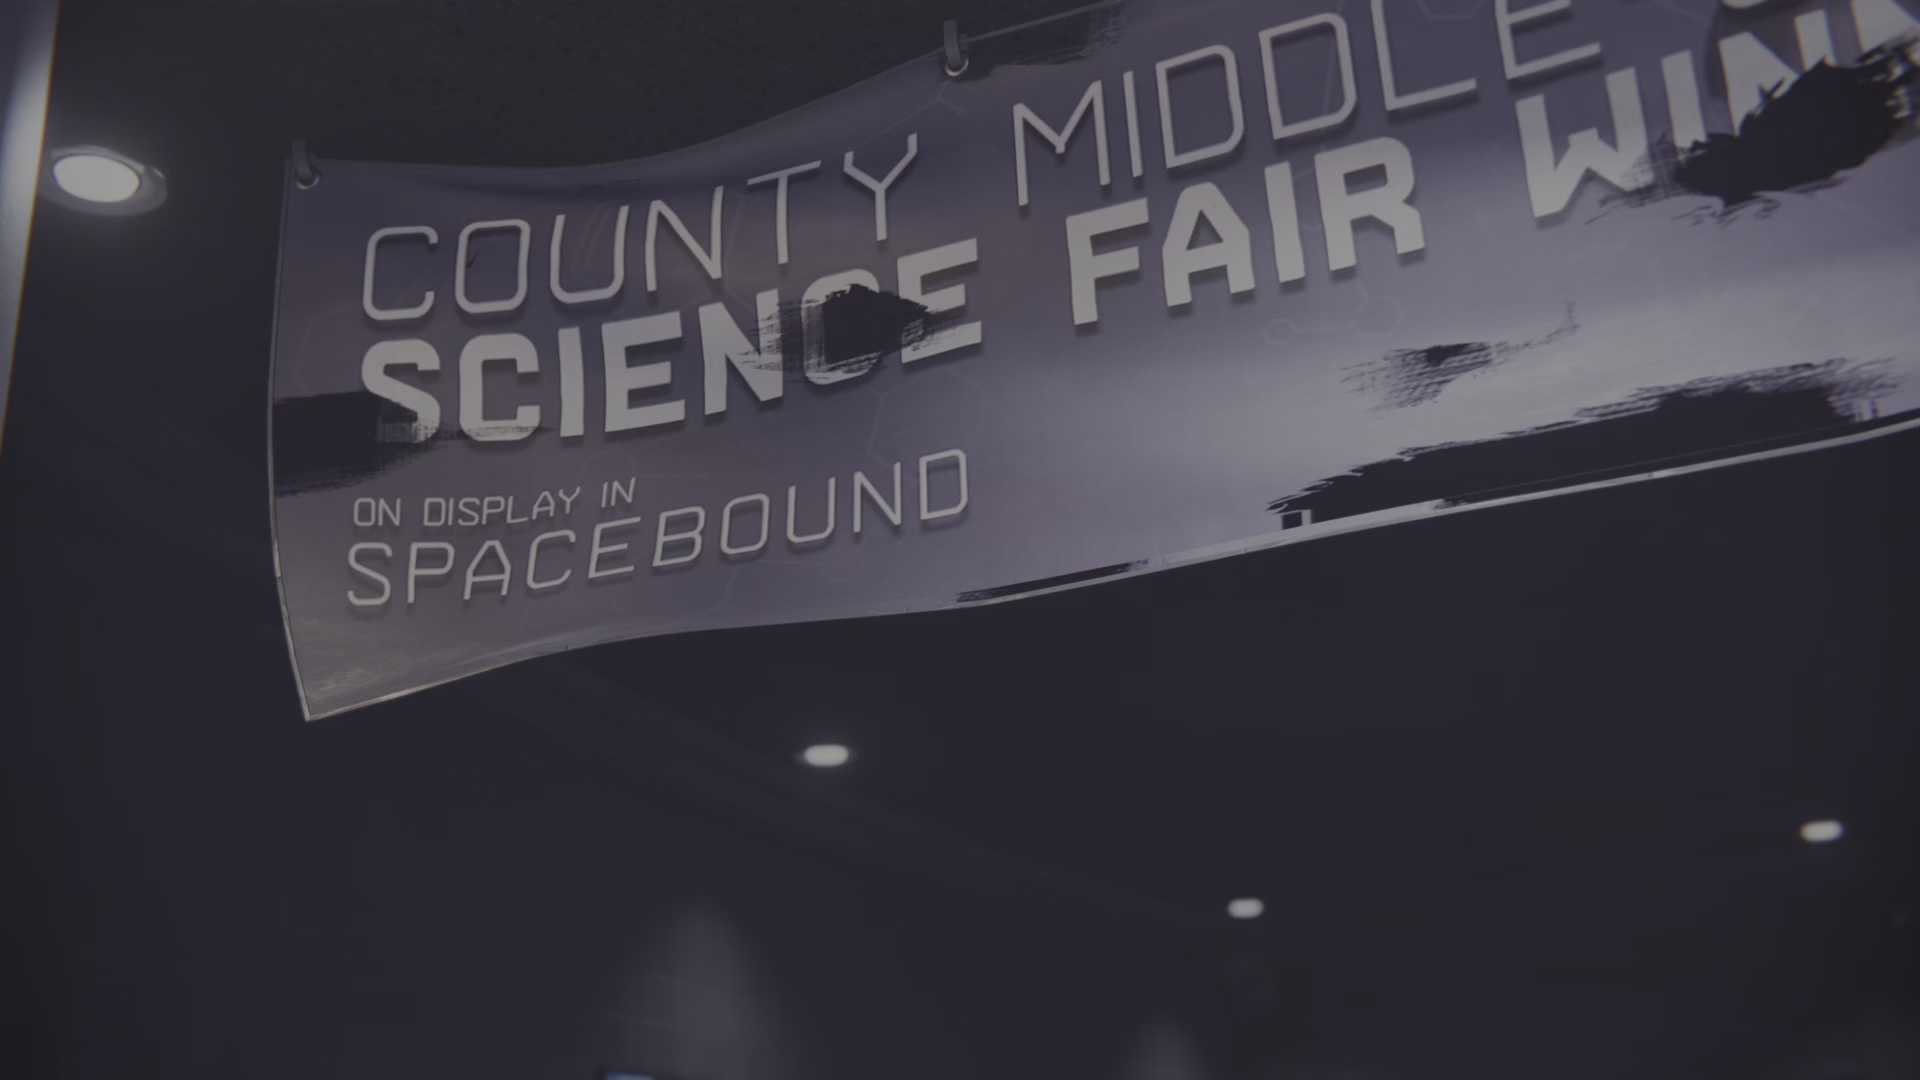 COUNTY MIDDLE
SCIENCE FAIR
ON DISPLAY IN
SPACEBOUND